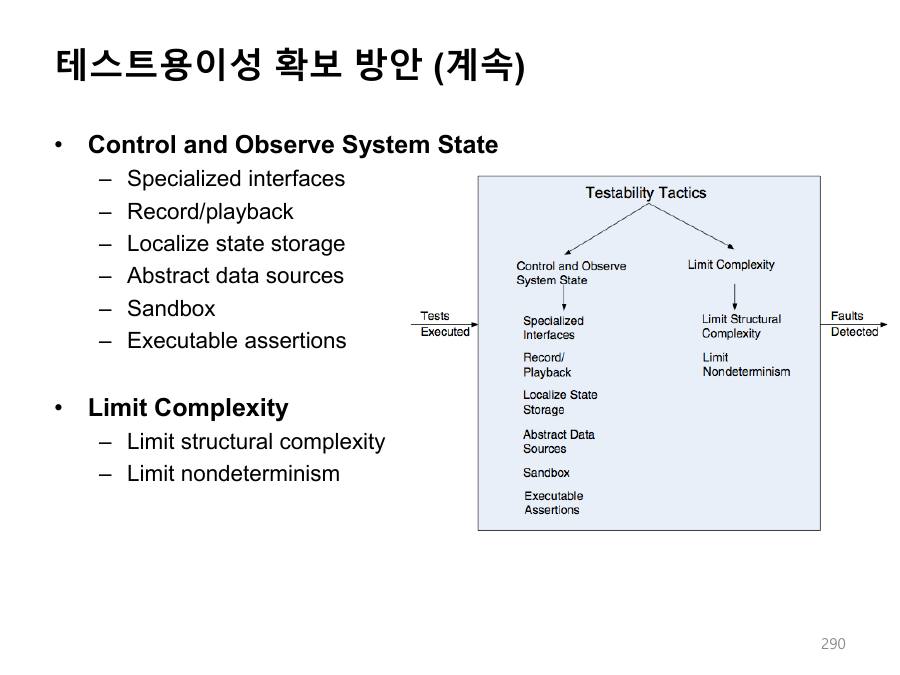 테스트용이성 확보 방안 (계속)
• Control and Observe System State
– Specialized interfaces
– Record/playback
– Localize state storage
– Abstract data sources
– Sandbox
– Executable assertions
• Limit Complexity
– Limit structural complexity
– Limit nondeterminism
Testability Tactics
Control and Observe
System State
Limit Complexity
Tests
Executed
Specialized
Interfaces
Record/
Playback
Localize State
Storage
Abstract Data
Sources
Sandbox
Executable
Assertions
Limit Structural
Complexity
Limit
Nondeterminism
Faults
Detected
290